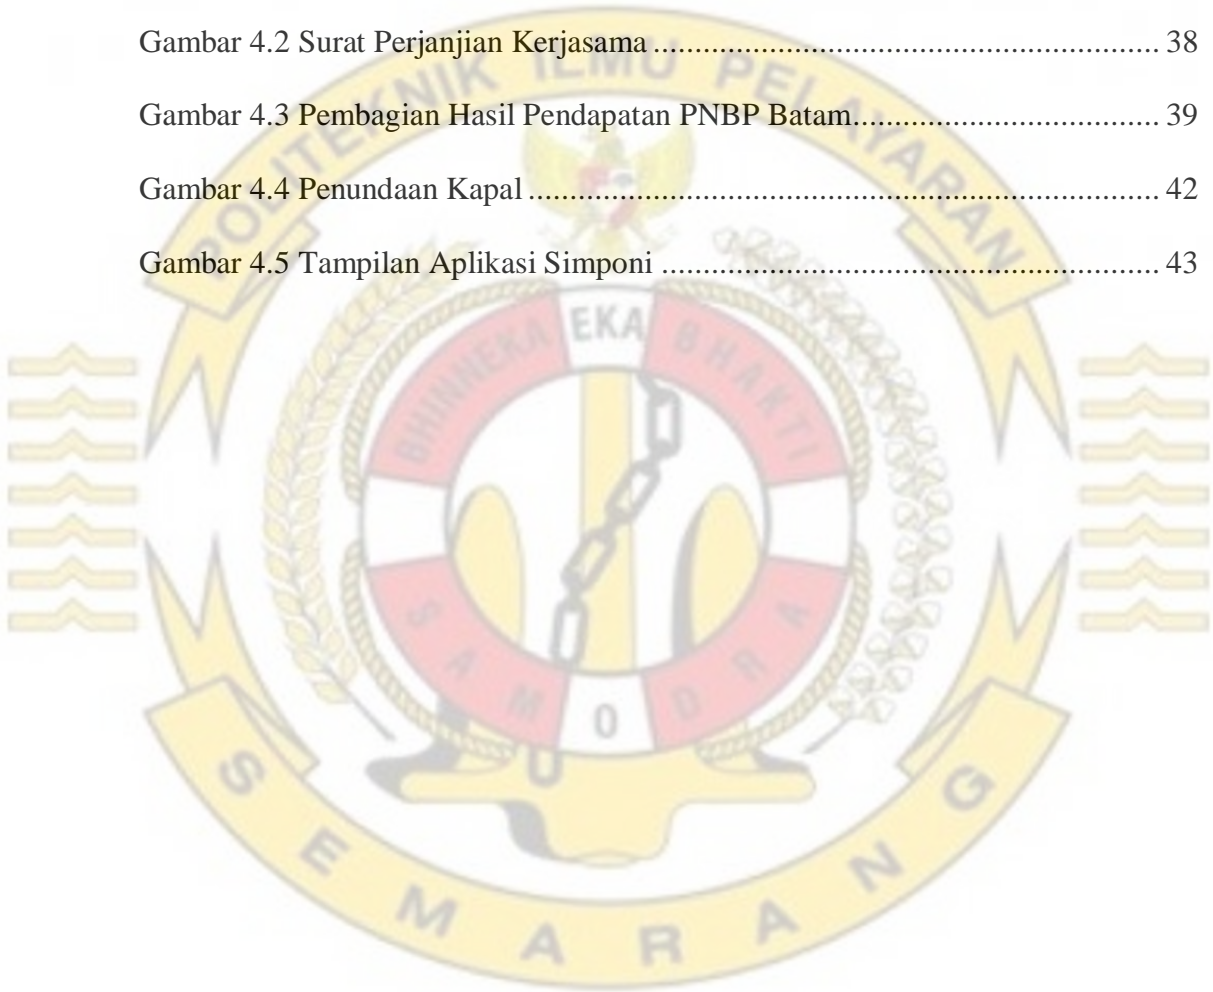 Gambar 4.2 Surat Perjanjian Kerjasama ............................................................... 38
Gambar 4.3 Pembagian Hasil Pendapatan PNBP Batam...................................... 39
Gambar 4.4 Penundaan Kapal ............................................................................... 42
Gambar 4.5 Tampilan Aplikasi Simponi .............................................................. 43
POLITEKNIK ILMU PELAYARAN
BHINNEKA EKA BHAKTI
SAMODRA
SEMARANG